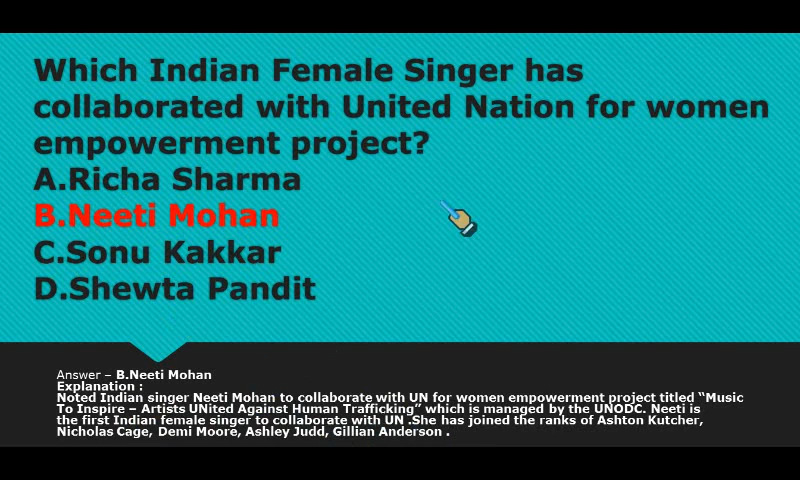 Which Indian Female Singer has
collaborated with United Nation for women
empowerment project?
A.Richa Sharma
B.Neeti Mohan
C.Sonu Kakkar
D.Shewta Pandit
Answer – B.Neeti Mohan
Explanation :
Noted Indian singer Neeti Mohan to collaborate with UN for women empowerment project titled “Music
To Inspire – Artists UNited Against Human Trafficking” which is managed by the UNODC. Neeti is
the first Indian female singer to collaborate with UN .She has joined the ranks of Ashton Kutcher,
Nicholas Cage, Demi Moore, Ashley Judd, Gillian Anderson .